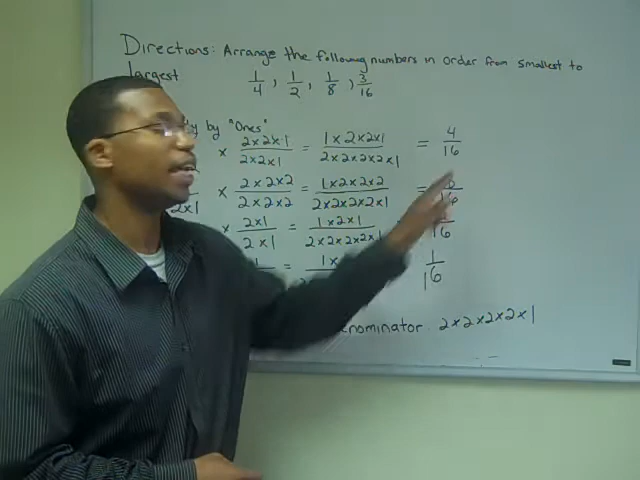 Directions: Arrange the following numbers in order from smallest to
largest 1/4, 1/2, 1/8, 3/16
by "Ones"
x 2x2x1/2x2x1 = 1x2x2x1/2x2x2x2x1 = 4/16
x 2x2x2/2x2x2 = 1x2x2x2/2x2x2x2x1 = /16
x 2x1/2x1 = 1x2x1/2x2x2x2x1 /16
1 = 1x 1/16
nominator 2x2x2x2x1